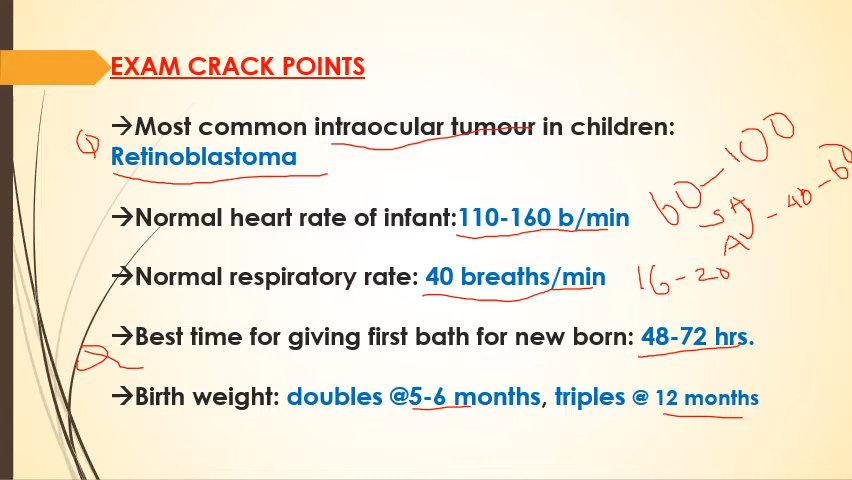 EXAM CRACK POINTS
→Most common intraocular tumour in children:
Retinoblastoma
60-100
→Normal heart rate of infant:110-160 b/min
SA
AV - 40-60
→Normal respiratory rate: 40 breaths/min
16-20
→Best time for giving first bath for new born: 48-72 hrs.
→Birth weight: doubles @5-6 months, triples @ 12 months